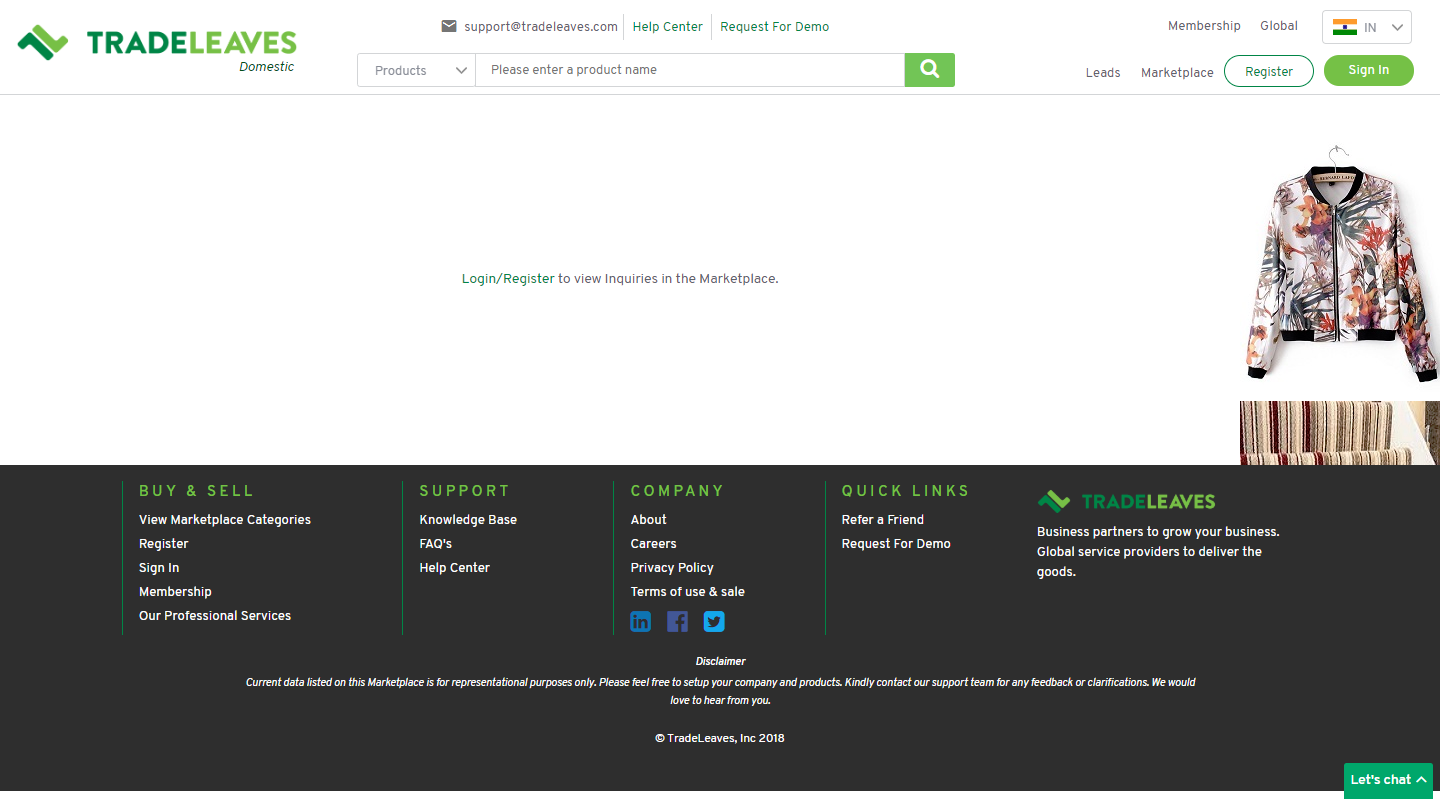 TRADELEAVES
Domestic
support@tradeleaves.com Help Center Request For Demo
Membership Global IN
Products Please enter a product name
Leads Marketplace Register Sign In
Login/Register to view Inquiries in the Marketplace.
BUY & SELL
View Marketplace Categories
Register
Sign In
Membership
Our Professional Services
SUPPORT
Knowledge Base
FAQ's
Help Center
COMPANY
About
Careers
Privacy Policy
Terms of use & sale
in
QUICK LINKS
Refer a Friend
Request For Demo
TRADELEAVES
Business partners to grow your business.
Global service providers to deliver the
goods.
Disclaimer
Current data listed on this Marketplace is for representational purposes only. Please feel free to setup your company and products. Kindly contact our support team for any feedback or clarifications. We would
love to hear from you.
© TradeLeaves, Inc 2018
Let's chat